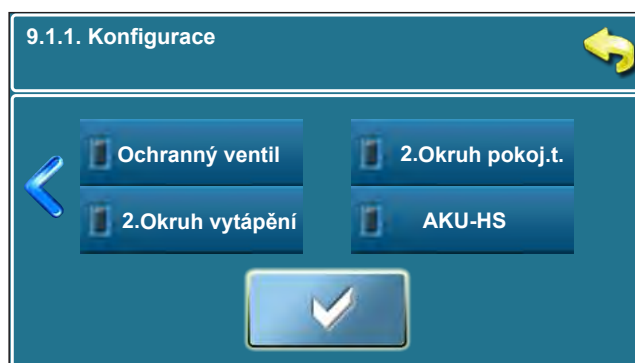 9.1.1. Konfigurace
Ochranný ventil
2.Okruh pokoj.t.
2.Okruh vytápění
AKU-HS